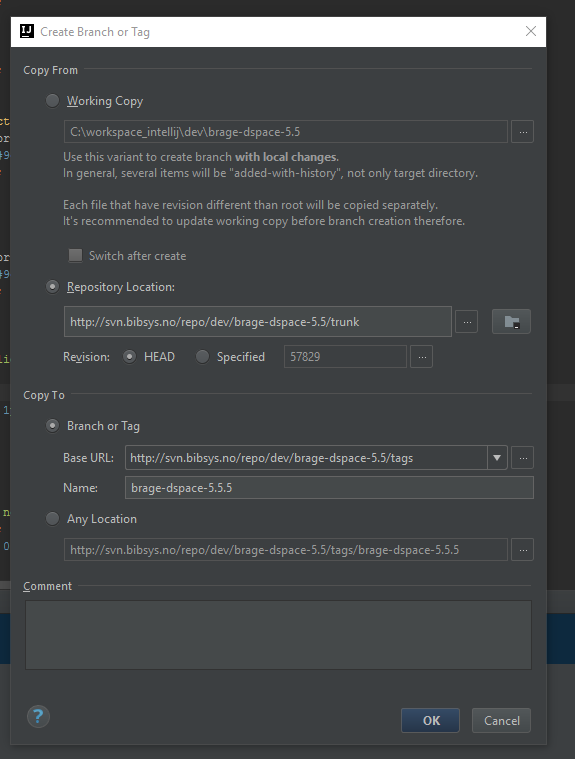 IJ Create Branch or Tag
Copy From
Working Copy
C:\workspace_intellij\dev\brage-dspace-5.5 ...
Use this variant to create branch with local changes.
In general, several items will be "added-with-history", not only target directory.
Each file that have revision different than root will be copied separately.
It's recommended to update working copy before branch creation therefore.
Switch after create
Repository Location:
http://svn.bibsys.no/repo/dev/brage-dspace-5.5/trunk ...
Revision: HEAD Specified 57829 ...
Copy To
Branch or Tag
Base URL: http://svn.bibsys.no/repo/dev/brage-dspace-5.5/tags ...
Name: brage-dspace-5.5.5
Any Location
http://svn.bibsys.no/repo/dev/brage-dspace-5.5/tags/brage-dspace-5.5.5 ...
Comment
? OK Cancel